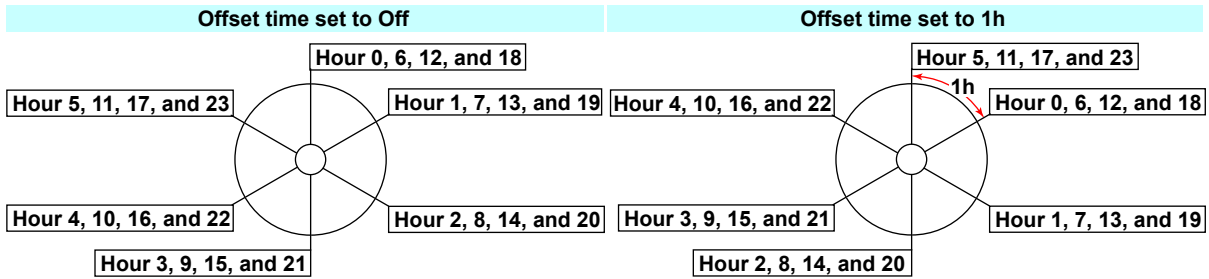 Offset time set to Off
Hour 0, 6, 12, and 18
Hour 5, 11, 17, and 23
Hour 1, 7, 13, and 19
Hour 4, 10, 16, and 22
Hour 2, 8, 14, and 20
Hour 3, 9, 15, and 21
Offset time set to 1h
Hour 5, 11, 17, and 23
1h
Hour 4, 10, 16, and 22
Hour 0, 6, 12, and 18
Hour 3, 9, 15, and 21
Hour 1, 7, 13, and 19
Hour 2, 8, 14, and 20